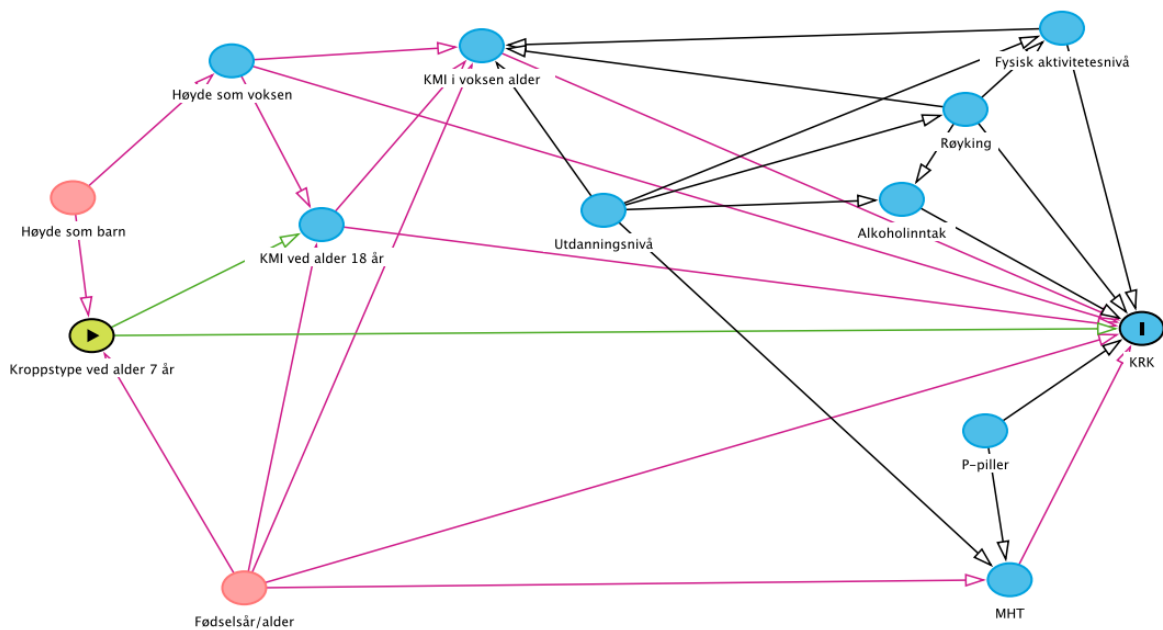 KMI i voksen alder
Fysisk aktivitetesnivå
Høyde som voksen
Røyking
Høyde som barn
Utdanningsnivå
Alkoholinntak
KMI ved alder 18 år
Kroppstype ved alder 7 år
KRK
P-piller
Fødselsår/alder
MHT